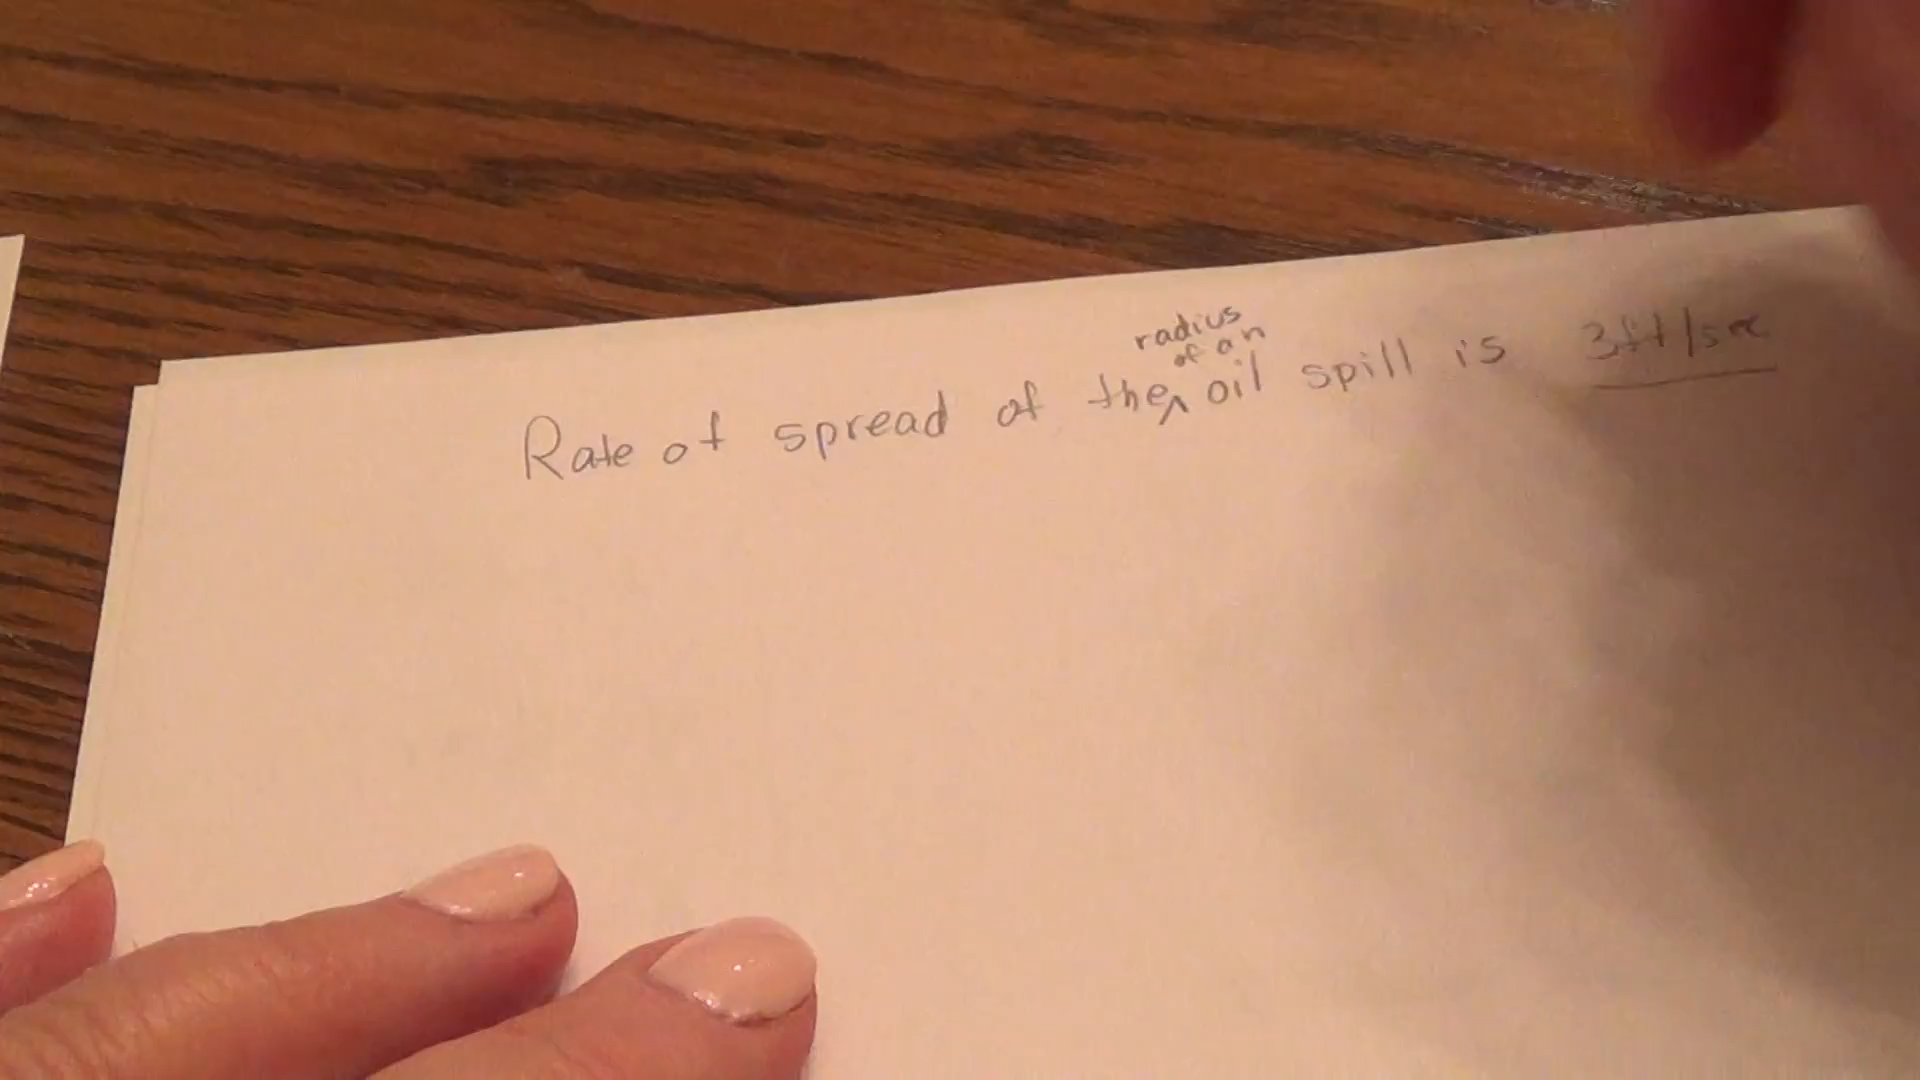 radius
of an
Rate of spread of the ^ oil spill is 3ft/sec